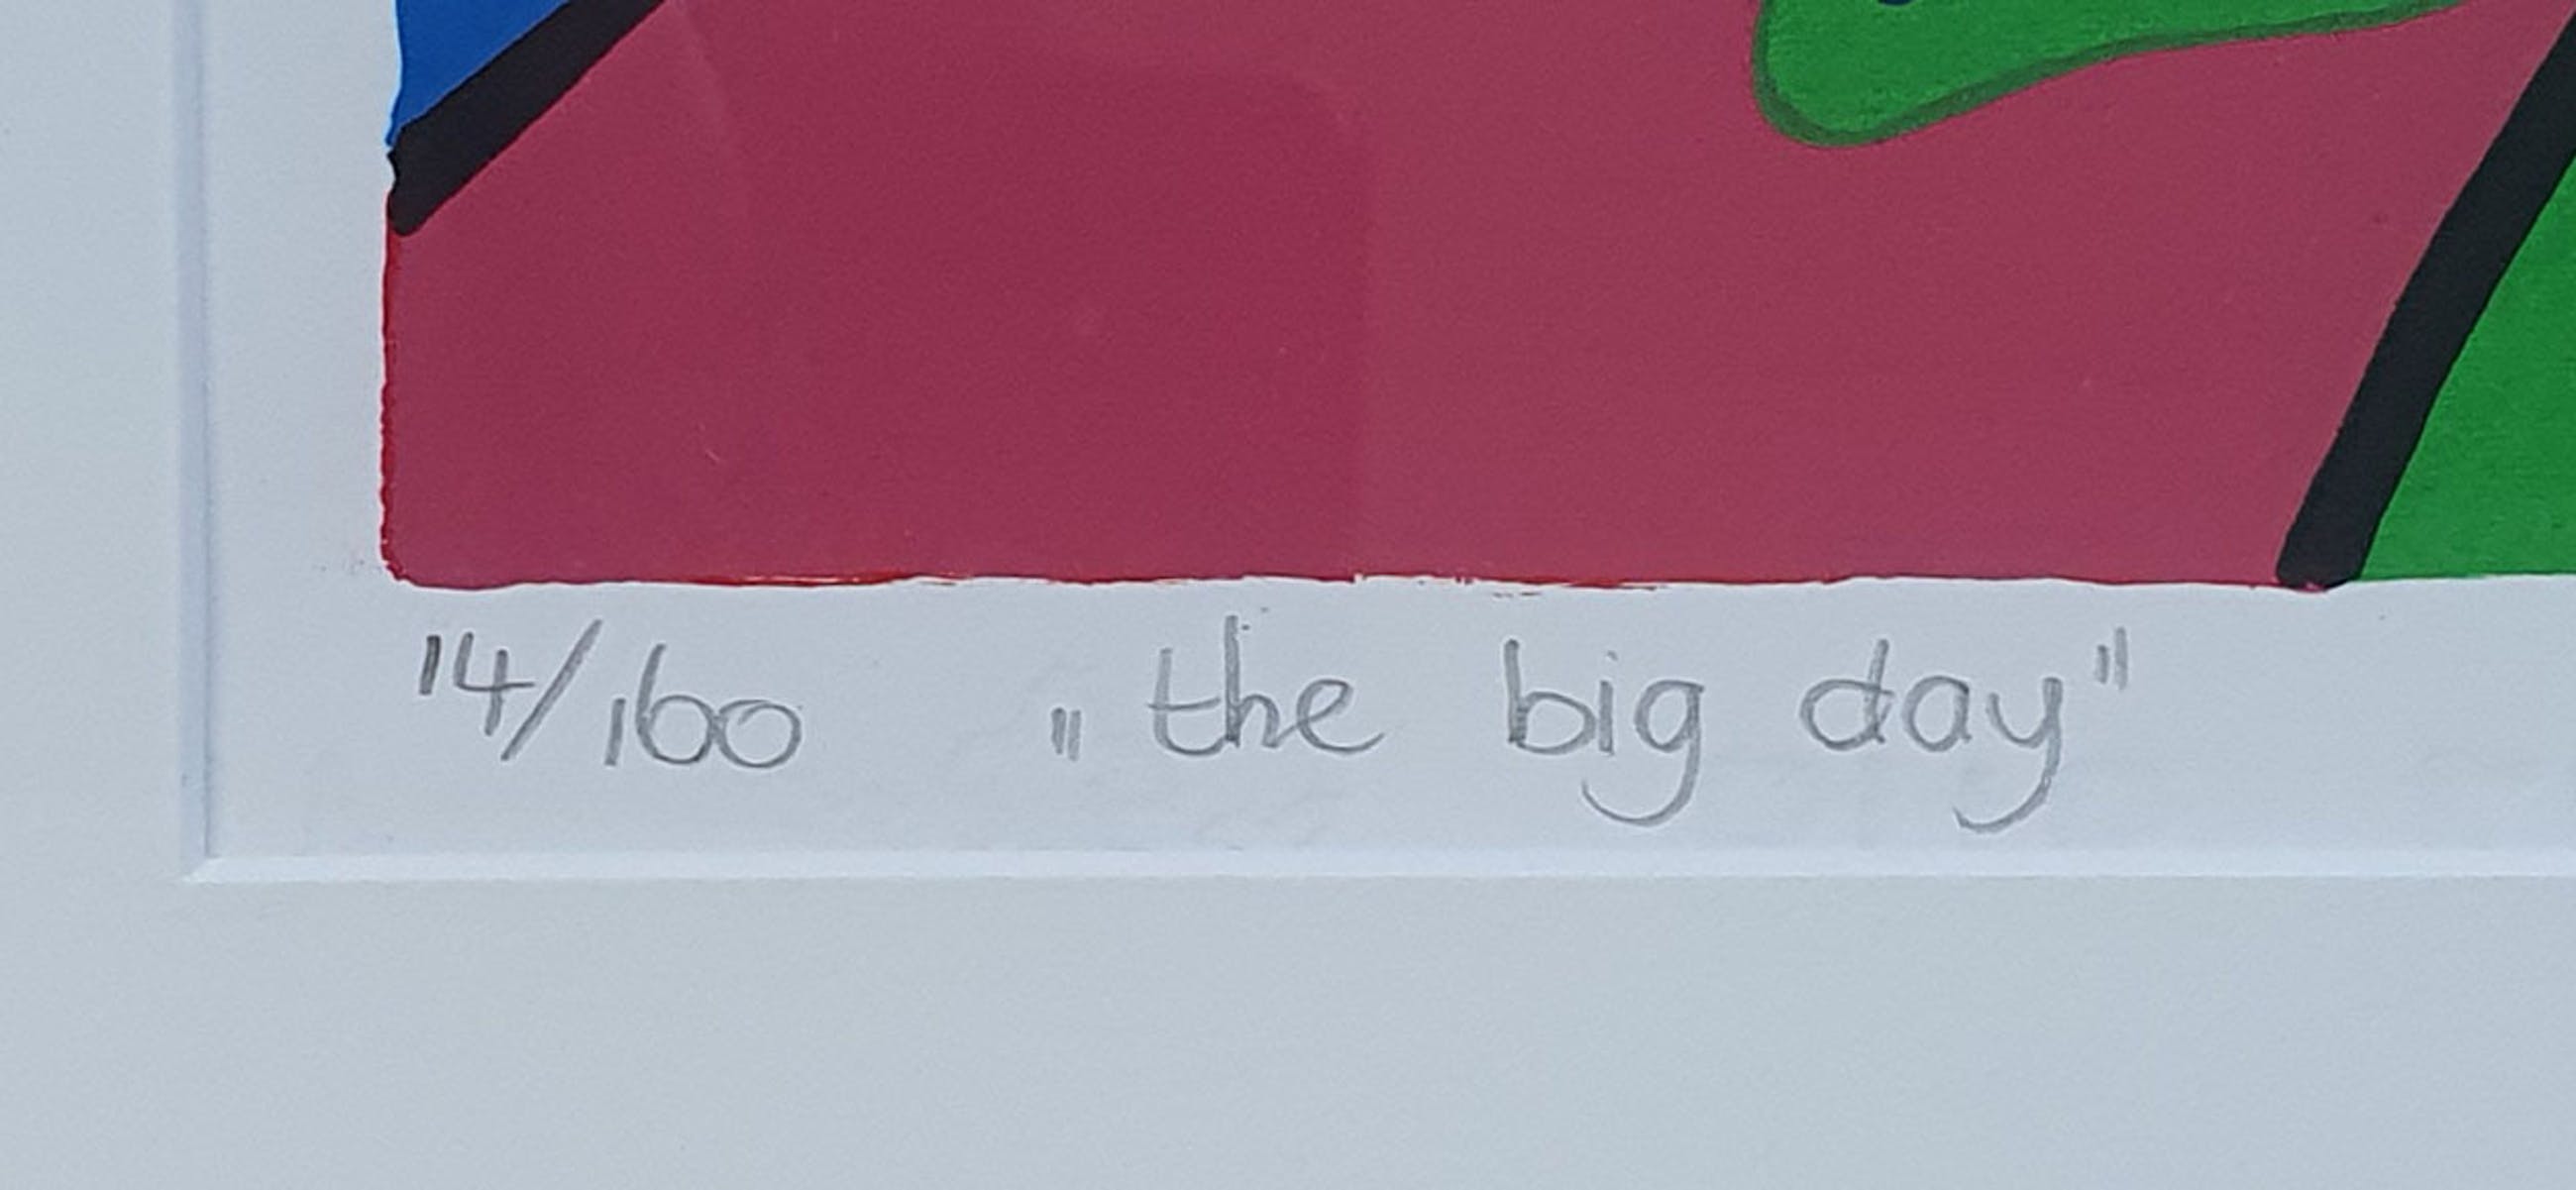 14/160 „the big day"